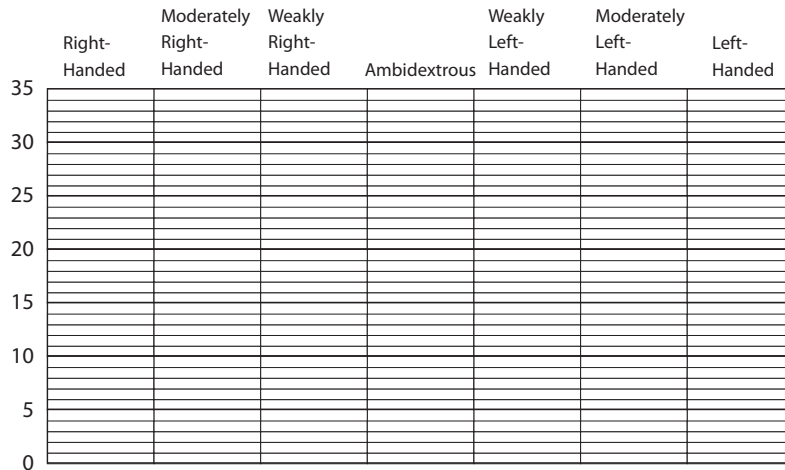 Moderately Weakly Weakly Moderately
Right- Right- Right- Left- Left- Left-
Handed Handed Handed Ambidextrous Handed Handed Handed
35
30
25
20
15
10
5
0